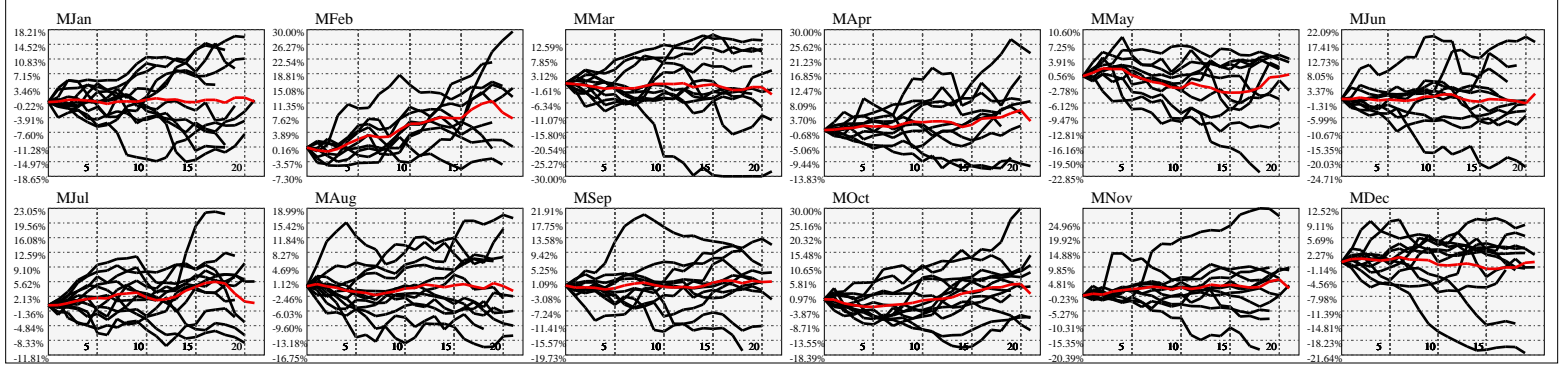 MJan MFeb MMar MApr MMay MJun
18.21% 30.00% 30.00% 10.60% 22.09%
14.52% 26.27% 12.59% 25.62% 7.25% 17.41%
10.83% 22.54% 7.85% 21.23% 3.91% 12.73%
7.15% 18.81% 3.12% 16.85% 0.56% 8.05%
3.46% 15.08% -1.61% 12.47% -2.78% 3.37%
-0.22% 11.35% -6.34% 8.09% -6.12% -1.31%
-3.91% 7.62% -11.07% 3.70% -9.47% -5.99%
-7.60% 3.89% -15.80% -0.68% -12.81% -10.67%
-11.28% 0.16% -20.54% -5.06% -16.16% -15.35%
-14.97% -3.57% -25.27% -9.44% -19.50% -20.03%
-18.65% -7.30% -30.00% -13.83% -22.85% -24.71%
5 10 15 20 5 10 15 5 10 15 20 5 10 15 20 5 10 15 20 5 10 15 20
MJul MAug MSep MOct MNov MDec
23.05% 18.99% 21.91% 30.00% 12.52%
19.56% 15.42% 17.75% 25.16% 24.96% 9.11%
16.08% 11.84% 13.58% 20.32% 19.92% 5.69%
12.59% 8.27% 9.42% 15.48% 14.88% 2.27%
9.10% 4.69% 5.25% 10.65% 9.85% -1.14%
5.62% 1.12% 1.09% 5.81% 4.81% -4.56%
2.13% -2.46% -3.08% 0.97% -0.23% -7.98%
-1.36% -6.03% -7.24% -3.87% -5.27% -11.39%
-4.84% -9.60% -11.41% -8.71% -10.31% -14.81%
-8.33% -13.18% -15.57% -13.55% -15.35% -18.23%
-11.81% -16.75% -19.73% -18.39% -20.39% -21.64%
5 10 15 20 5 10 15 20 5 10 15 20 5 10 15 20 5 10 15 20 5 10 15 20